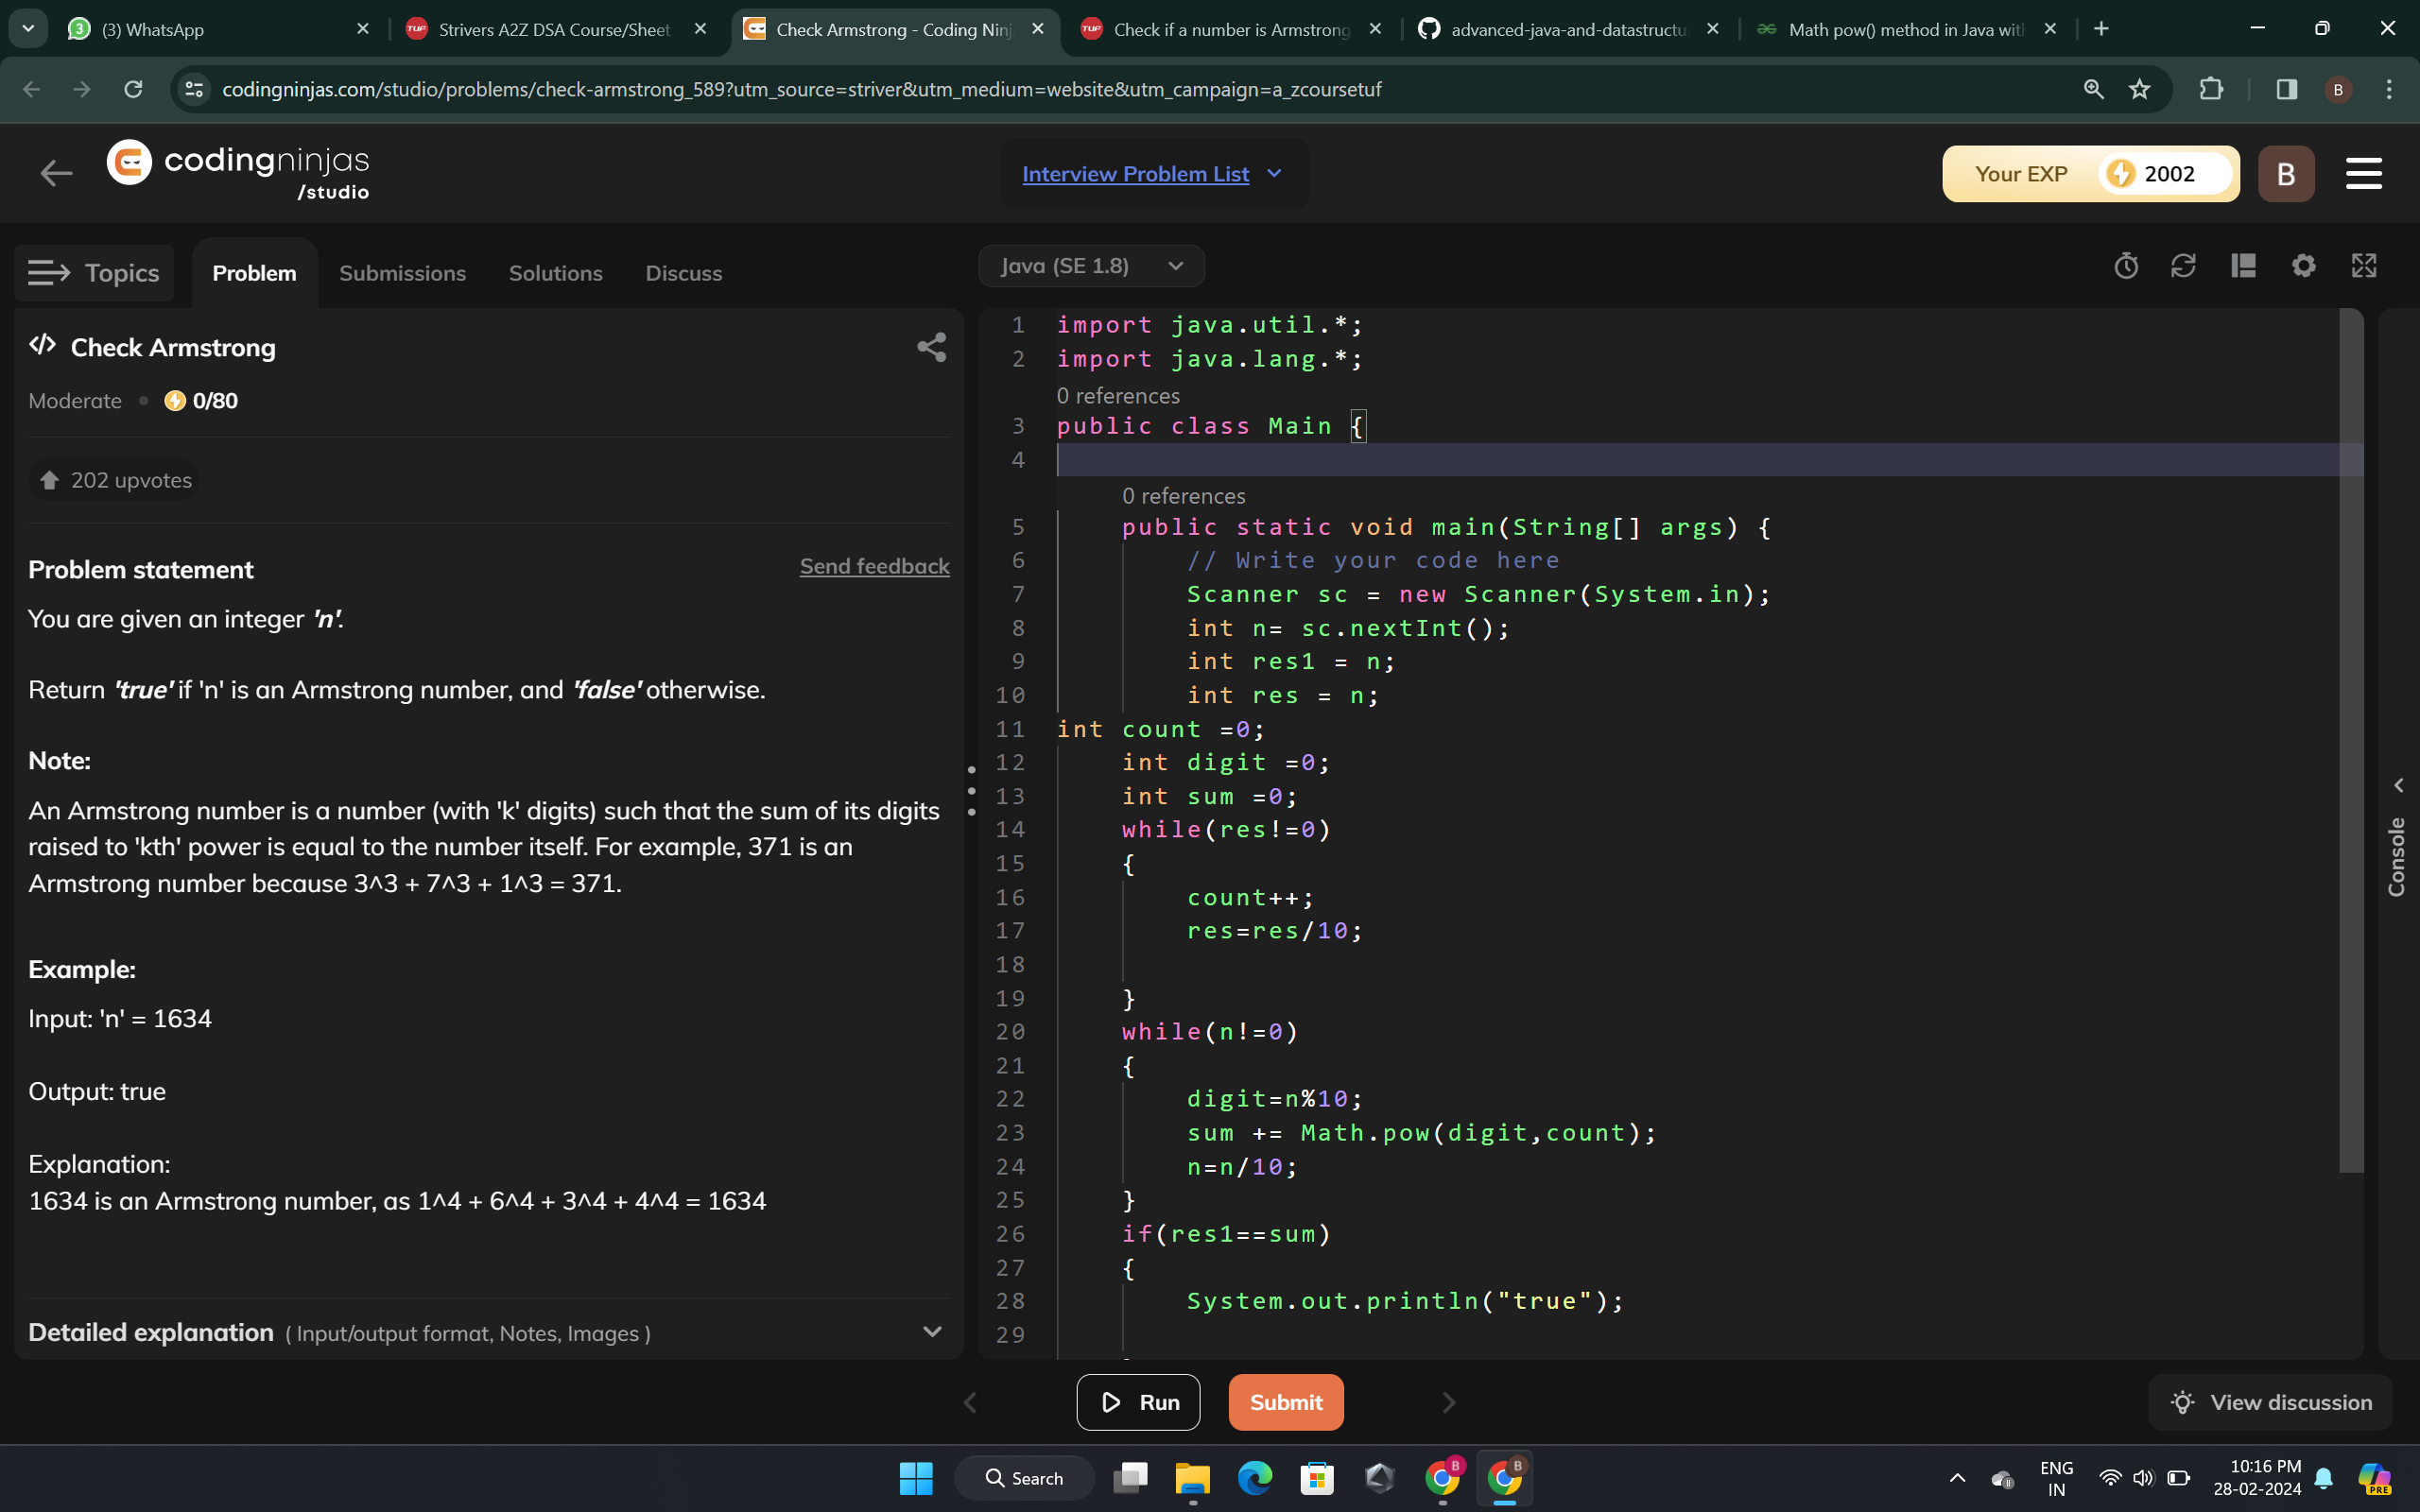 3
(3) WhatsApp
TUF
Strivers A2Z DSA Course/Sheet
Check Armstrong - Coding Ninj
TUF
Check if a number is Armstrong
advanced-java-and-datastructu
Math pow() method in Java wit
codingninjas.com/studio/problems/check-armstrong_589?utm_source=striver&utm_medium=website&utm_campaign=a_zcoursetuf
B
codingninjas
/studio
Interview Problem List
Your EXP
2002
B
Topics
Problem
Submissions
Solutions
Discuss
Java (SE 1.8)
</> Check Armstrong
Moderate • 0/80
202 upvotes
Problem statement
Send feedback
You are given an integer 'n'.
Return 'true' if 'n' is an Armstrong number, and 'false' otherwise.
Note:
An Armstrong number is a number (with 'k' digits) such that the sum of its digits
raised to 'kth' power is equal to the number itself. For example, 371 is an
Armstrong number because 3^3 + 7^3 + 1^3 = 371.
Example:
Input: 'n' = 1634
Output: true
Explanation:
1634 is an Armstrong number, as 1^4 + 6^4 + 3^4 + 4^4 = 1634
Detailed explanation ( Input/output format, Notes, Images )
1 import java.util.*;
2 import java.lang.*;
0 references
3 public class Main {
4
0 references
5 public static void main(String[] args) {
6 // Write your code here
7 Scanner sc = new Scanner(System.in);
8 int n= sc.nextInt();
9 int res1 = n;
10 int res = n;
11 int count =0;
12 int digit =0;
13 int sum =0;
14 while(res!=0)
15 {
16 count++;
17 res=res/10;
18
19 }
20 while(n!=0)
21 {
22 digit=n%10;
23 sum += Math.pow(digit,count);
24 n=n/10;
25 }
26 if(res1==sum)
27 {
28 System.out.println("true");
29
Console
Run
Submit
View discussion
Search
B
B
ENG
IN
10:16 PM
28-02-2024
PRE